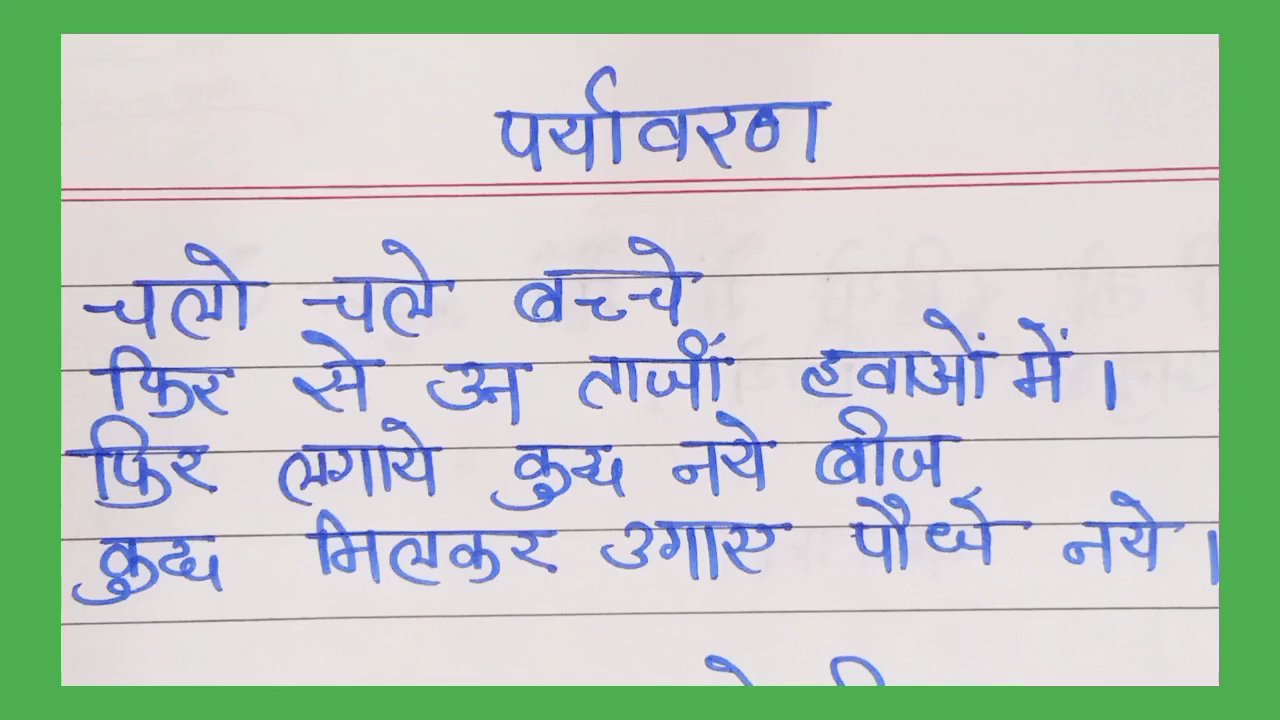 पर्यावरण
चलो चले बच्चे
फिर से उन ताजीं हवाओं में।
फिर लगाये कुछ नये बीज
कुछ मिलकर उगाए पौधे नये।